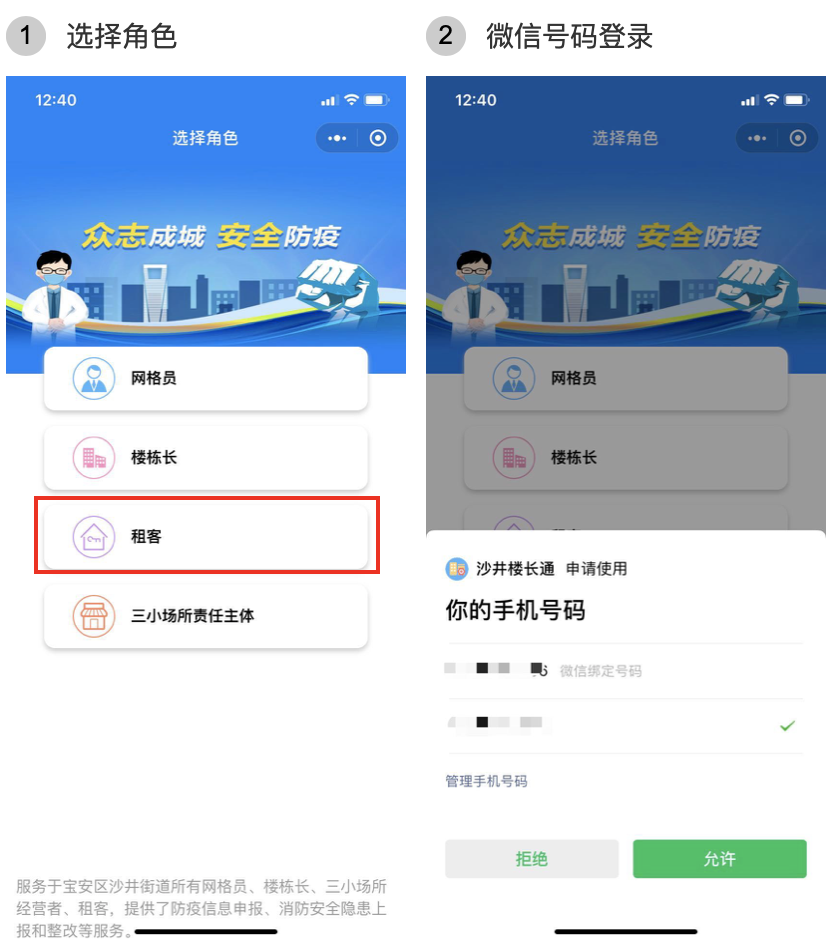 1 选择角色
12:40
选择角色
众志成城 安全防疫
网格员
楼栋长
租客
三小场所责任主体
服务于宝安区沙井街道所有网格员、楼栋长、三小场所
经营者、租客，提供了防疫信息申报、消防安全隐患上
报和整改等服务。
2 微信号码登录
12:40
选择角色
众志成城 安全防疫
网格员
楼栋长
沙井楼长通 申请使用
你的手机号码
6 微信绑定号码
管理手机号码
拒绝 允许